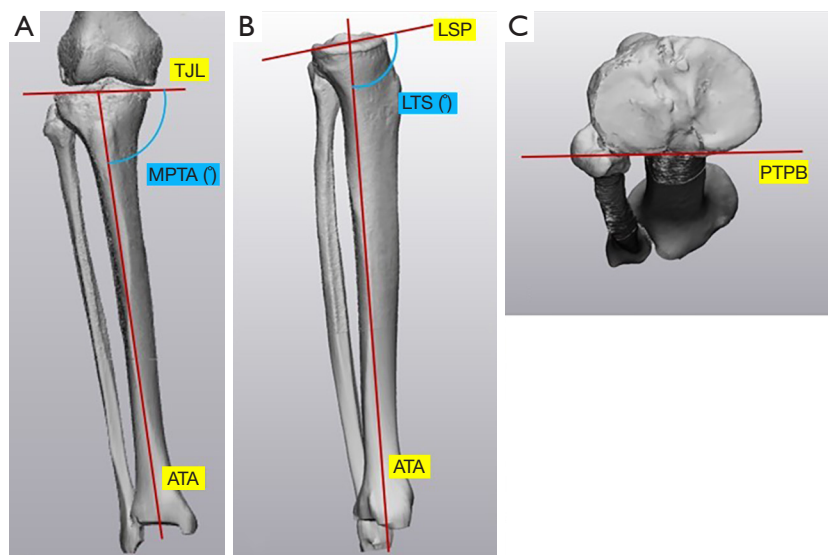 A
TJL
MPTA (°)
ATA
B
LSP
LTS (°)
ATA
C
PTPB